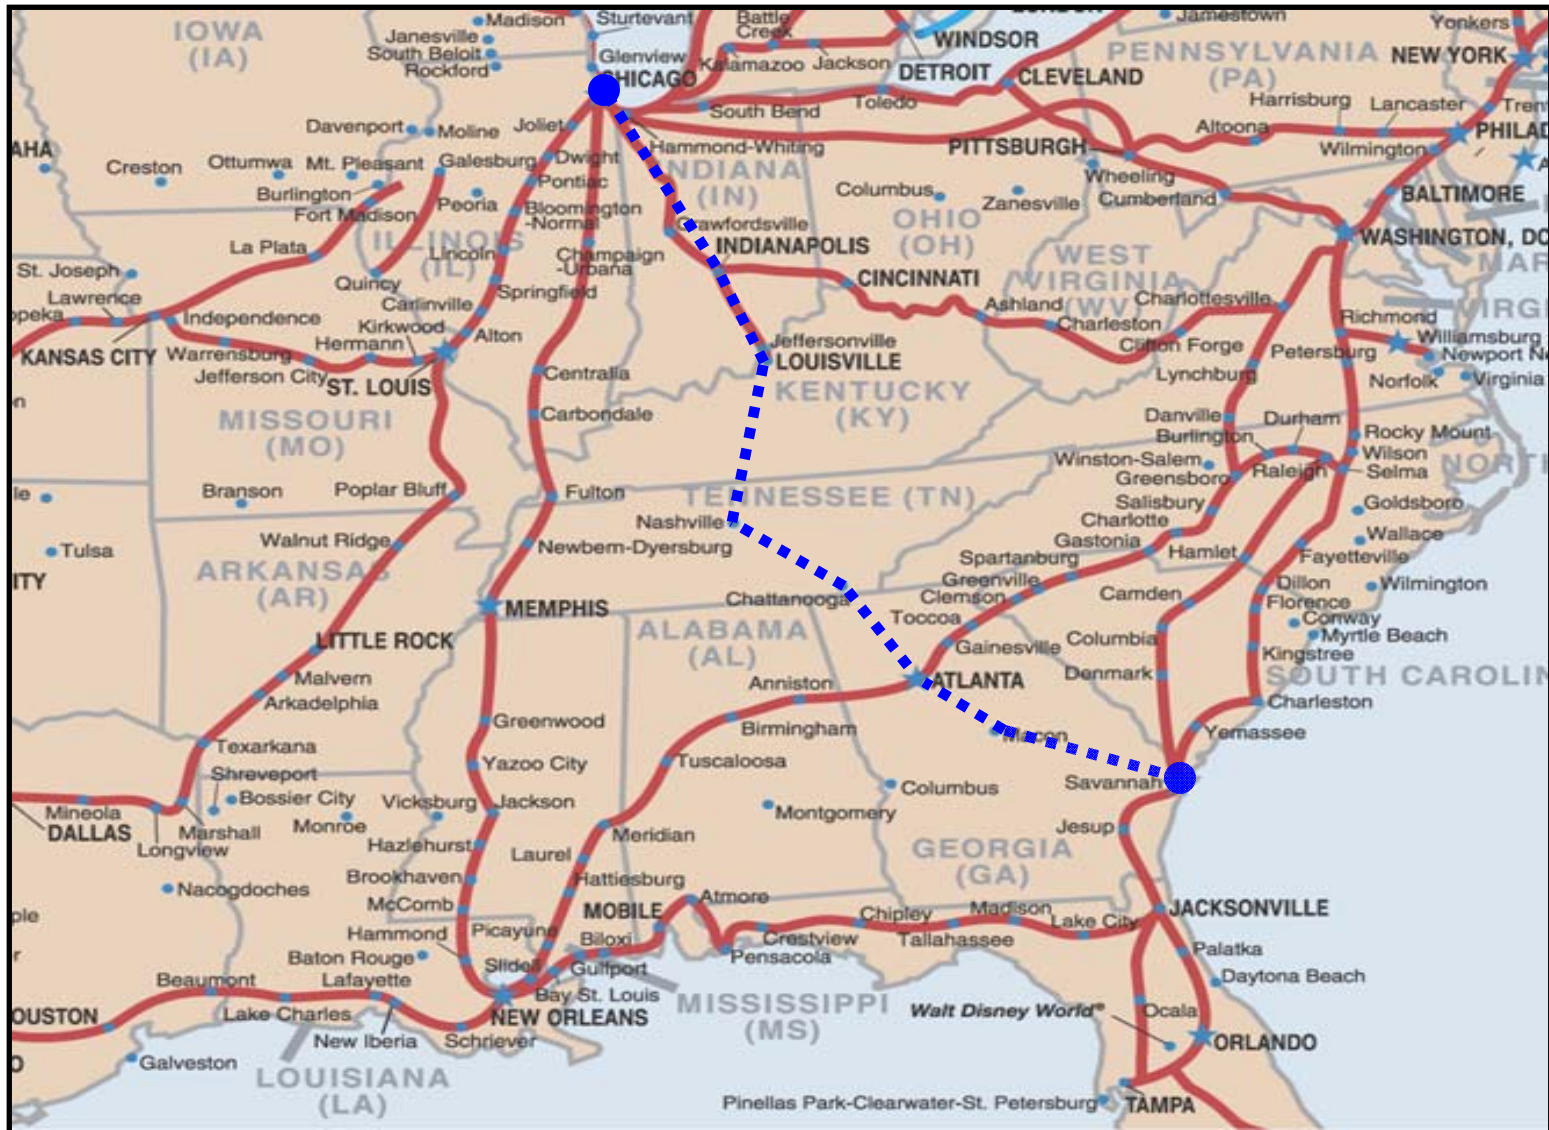 LONDON
Madison
Sturtevant
Battle
Creek
Jamestown
Yonkers
IOWA
(IA)
Janesville
South Beloit
Rockford
Glenview
CHICAGO
Kalamazoo
Jackson
WINDSOR
DETROIT
CLEVELAND
PENNSYLVANIA
(PA)
NEW YORK
South Bend
Toledo
Harrisburg
Lancaster
Tren
Davenport
Moline
Joliet
Hammond-Whiting
PITTSBURGH
Altoona
Wilmington
PHILAD
AHA
Creston
Ottumwa
Mt. Pleasant
Galesburg
Dwight
INDIANA
(IN)
Wheeling
A
Burlington
Pontiac
Columbus
Zanesville
Cumberland
BALTIMORE
Fort Madison
Peoria
Bloomington
-Normal
Crawfordsville
OHIO
(OH)
La Plata
ILLINOIS
(IL)
Lincoln
Champaign
-Urbana
INDIANAPOLIS
WEST
VIRGINIA
(WV)
WASHINGTON, DC
MAR
St. Joseph
Quincy
CINCINNATI
Lawrence
Carlinville
Springfield
Ashland
Charlottesville
VIRGI
opeka
Independence
Kirkwood
Alton
Charleston
Richmond
Williamsburg
KANSAS CITY
Warrensburg
Hermann
Jeffersonville
Clifton Forge
Petersburg
Newport Ne
Jefferson City
ST. LOUIS
LOUISVILLE
Lynchburg
Norfolk
Virginia
Centralia
KENTUCKY
(KY)
n
MISSOURI
(MO)
Carbondale
Danville
Durham
Burlington
Rocky Mount
Winston-Salem
Wilson
Greensboro
Raleigh
Selma
NORTH
le
Branson
Poplar Bluff
Fulton
TENNESSEE (TN)
Salisbury
Goldsboro
Nashville
Charlotte
Tulsa
Walnut Ridge
Newbern-Dyersburg
Gastonia
Hamlet
Wallace
Spartanburg
Fayetteville
ITY
ARKANSAS
(AR)
Greenville
Dillon
Wilmington
Chattanooga
Clemson
Camden
Florence
MEMPHIS
Toccoa
Conway
LITTLE ROCK
ALABAMA
(AL)
Gainesville
Columbia
Myrtle Beach
Kingstree
Malvern
Anniston
ATLANTA
Denmark
SOUTH CAROLIN
Arkadelphia
Greenwood
Birmingham
Charleston
Texarkana
Macon
Yemassee
Yazoo City
Tuscaloosa
Savannah
Shreveport
Bossier City
Vicksburg
Jackson
Columbus
Mineola
Montgomery
DALLAS
Marshall
Monroe
Meridian
Jesup
Longview
Hazlehurst
Laurel
GEORGIA
(GA)
Nacogdoches
Brookhaven
Hattiesburg
ple
McComb
Atmore
MOBILE
Chipley
Madison
JACKSONVILLE
Hammond
Picayune
Biloxi
Crestview
Tallahassee
Lake City
r
Baton Rouge
Slidell
Gulfport
Pensacola
Palatka
Beaumont
Lafayette
Bay St. Louis
MISSISSIPPI
(MS)
Daytona Beach
OUSTON
Lake Charles
NEW ORLEANS
Walt Disney World®
Ocala
New Iberia
Schriever
ORLANDO
O
Galveston
LOUISIANA
(LA)
Pinellas Park-Clearwater-St. Petersburg
TAMPA